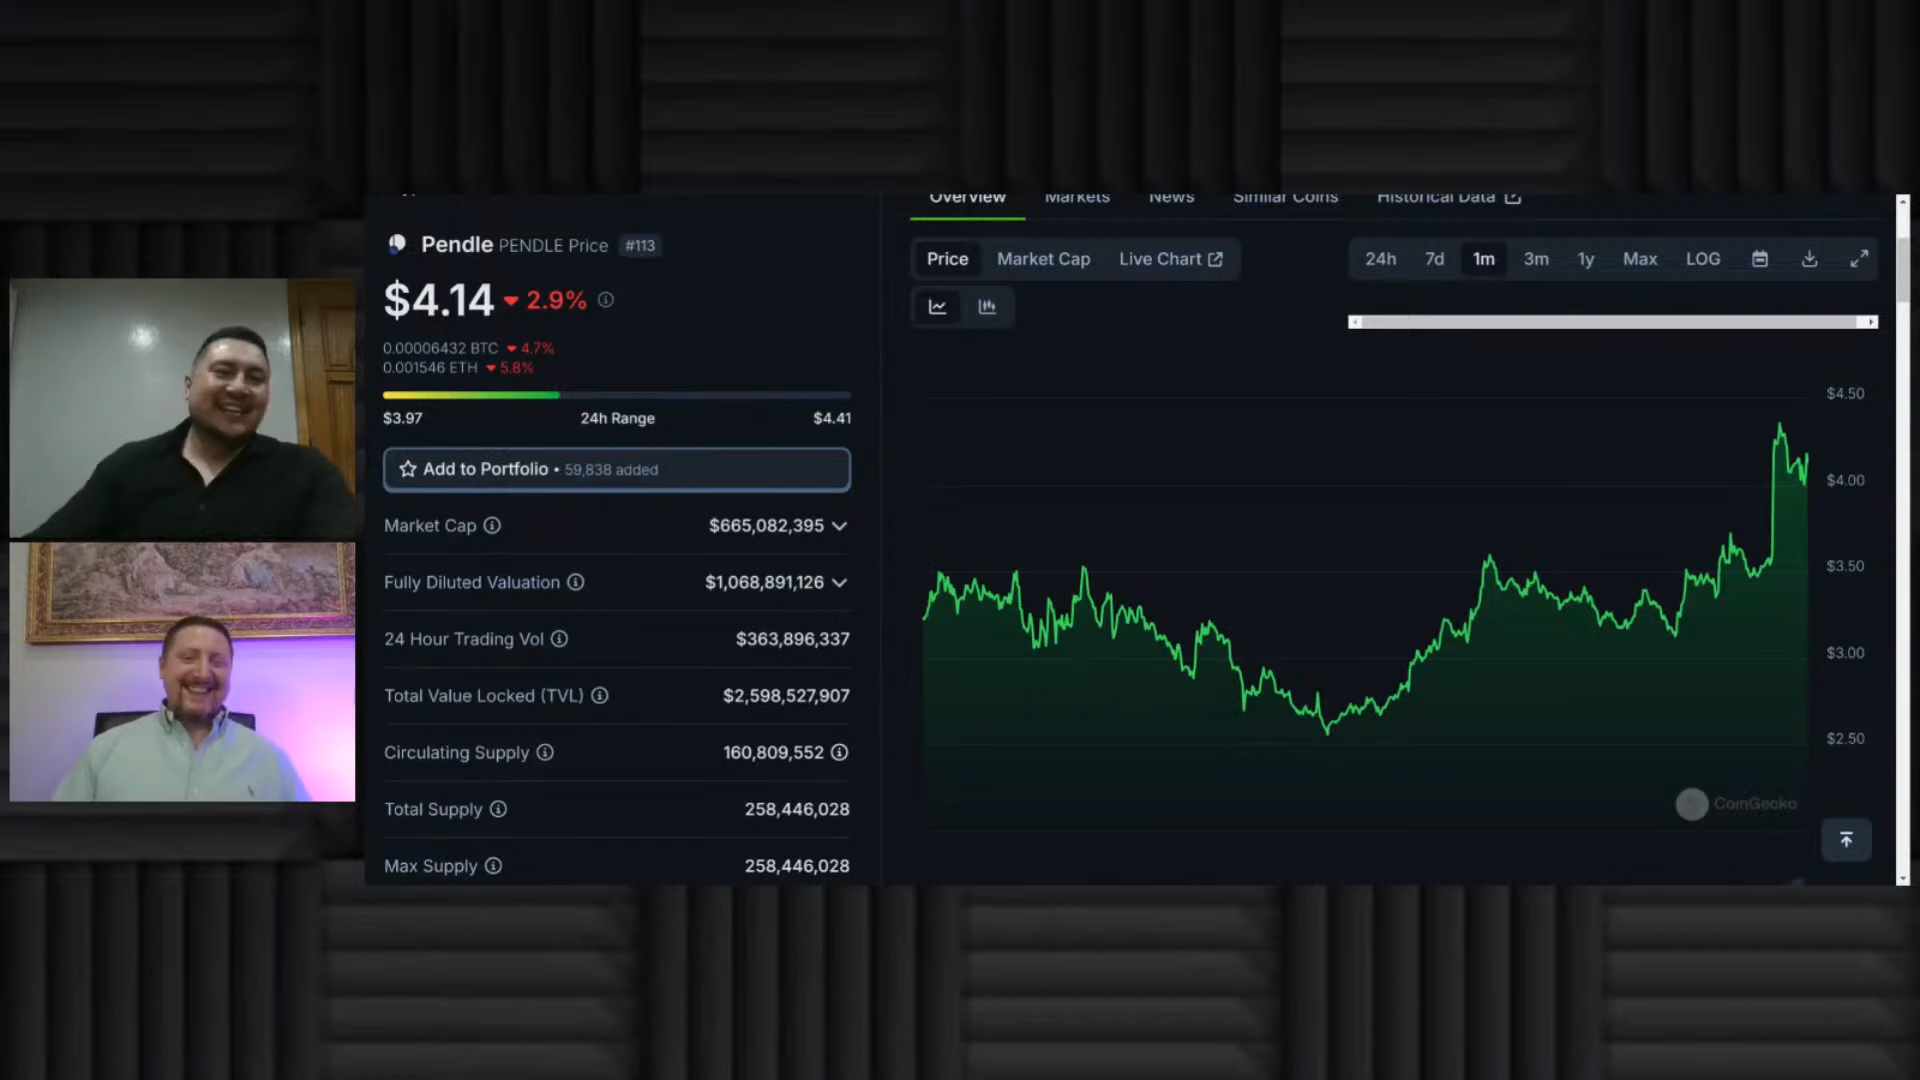 Overview Markets News Similar Coins Historical Data
Pendle PENDLE Price #113
$4.14 2.9%
0.00006432 BTC 4.7%
0.001546 ETH 5.8%
$3.97 24h Range $4.41
Add to Portfolio • 59,838 added
Market Cap $665,082,395
Fully Diluted Valuation $1,068,891,126
24 Hour Trading Vol $363,896,337
Total Value Locked (TVL) $2,598,527,907
Circulating Supply 160,809,552
Total Supply 258,446,028
Max Supply 258,446,028
Price Market Cap Live Chart
24h 7d 1m 3m 1y Max LOG
$4.50
$4.00
$3.50
$3.00
$2.50
CoinGecko